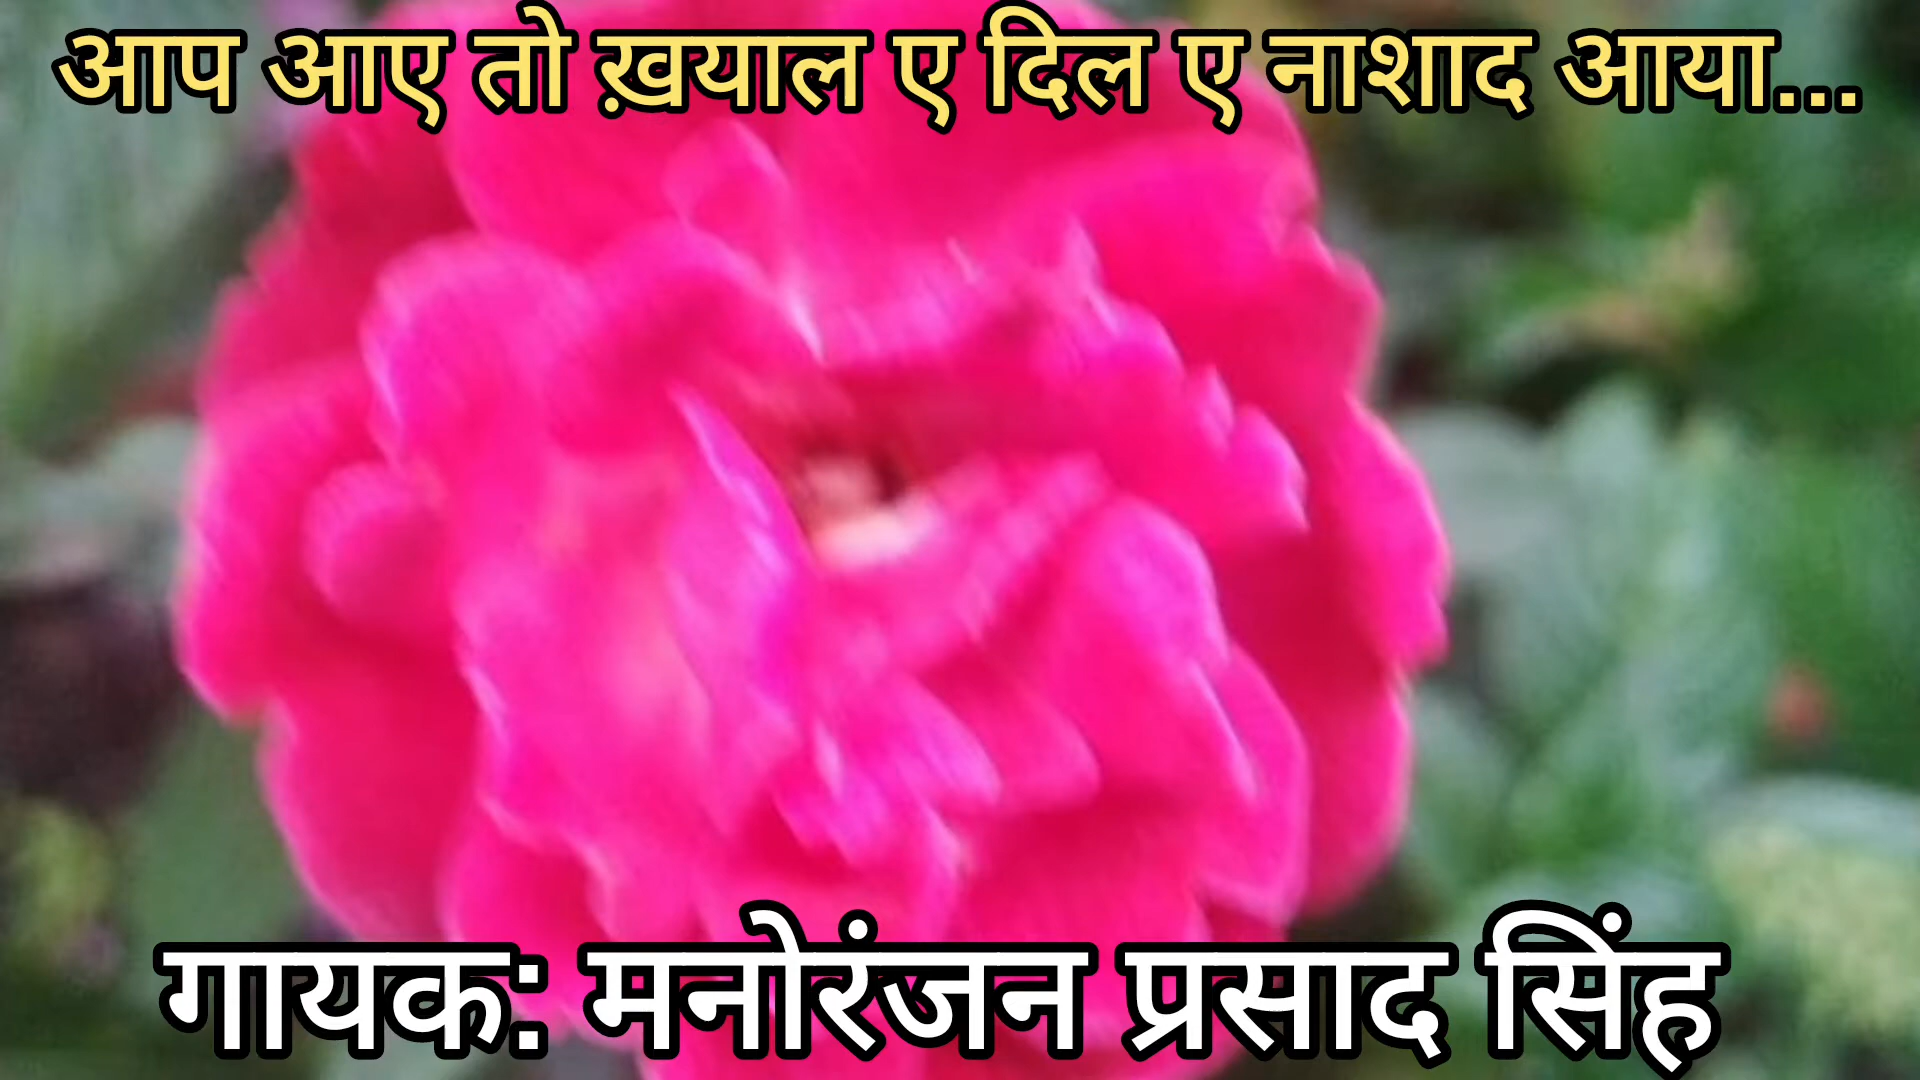 आप आए तो ख़याल ए दिल ए नाशाद आया...
गायक: मनोरंजन प्रसाद सिंह